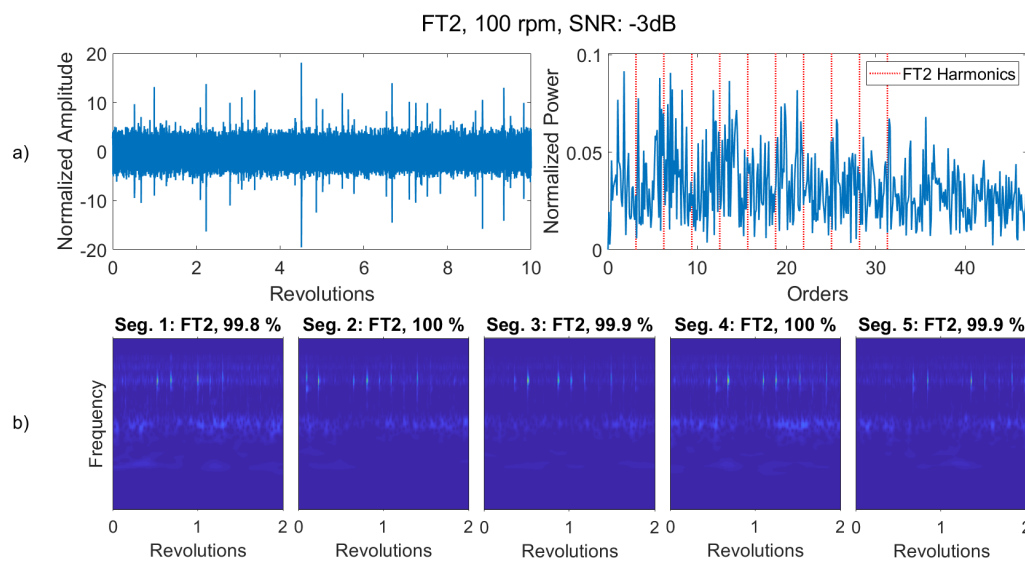 FT2, 100 rpm, SNR: -3dB
a)
Normalized Amplitude
20
10
0
-10
-20
0 2 4 6 8 10
Revolutions
Normalized Power
0.1
0.05
0
FT2 Harmonics
0 10 20 30 40
Orders
b)
Seg. 1: FT2, 99.8 % Seg. 2: FT2, 100 % Seg. 3: FT2, 99.9 % Seg. 4: FT2, 100 % Seg. 5: FT2, 99.9 %
Frequency
0 1 2 0 1 2 0 1 2 0 1 2 0 1 2
Revolutions Revolutions Revolutions Revolutions Revolutions